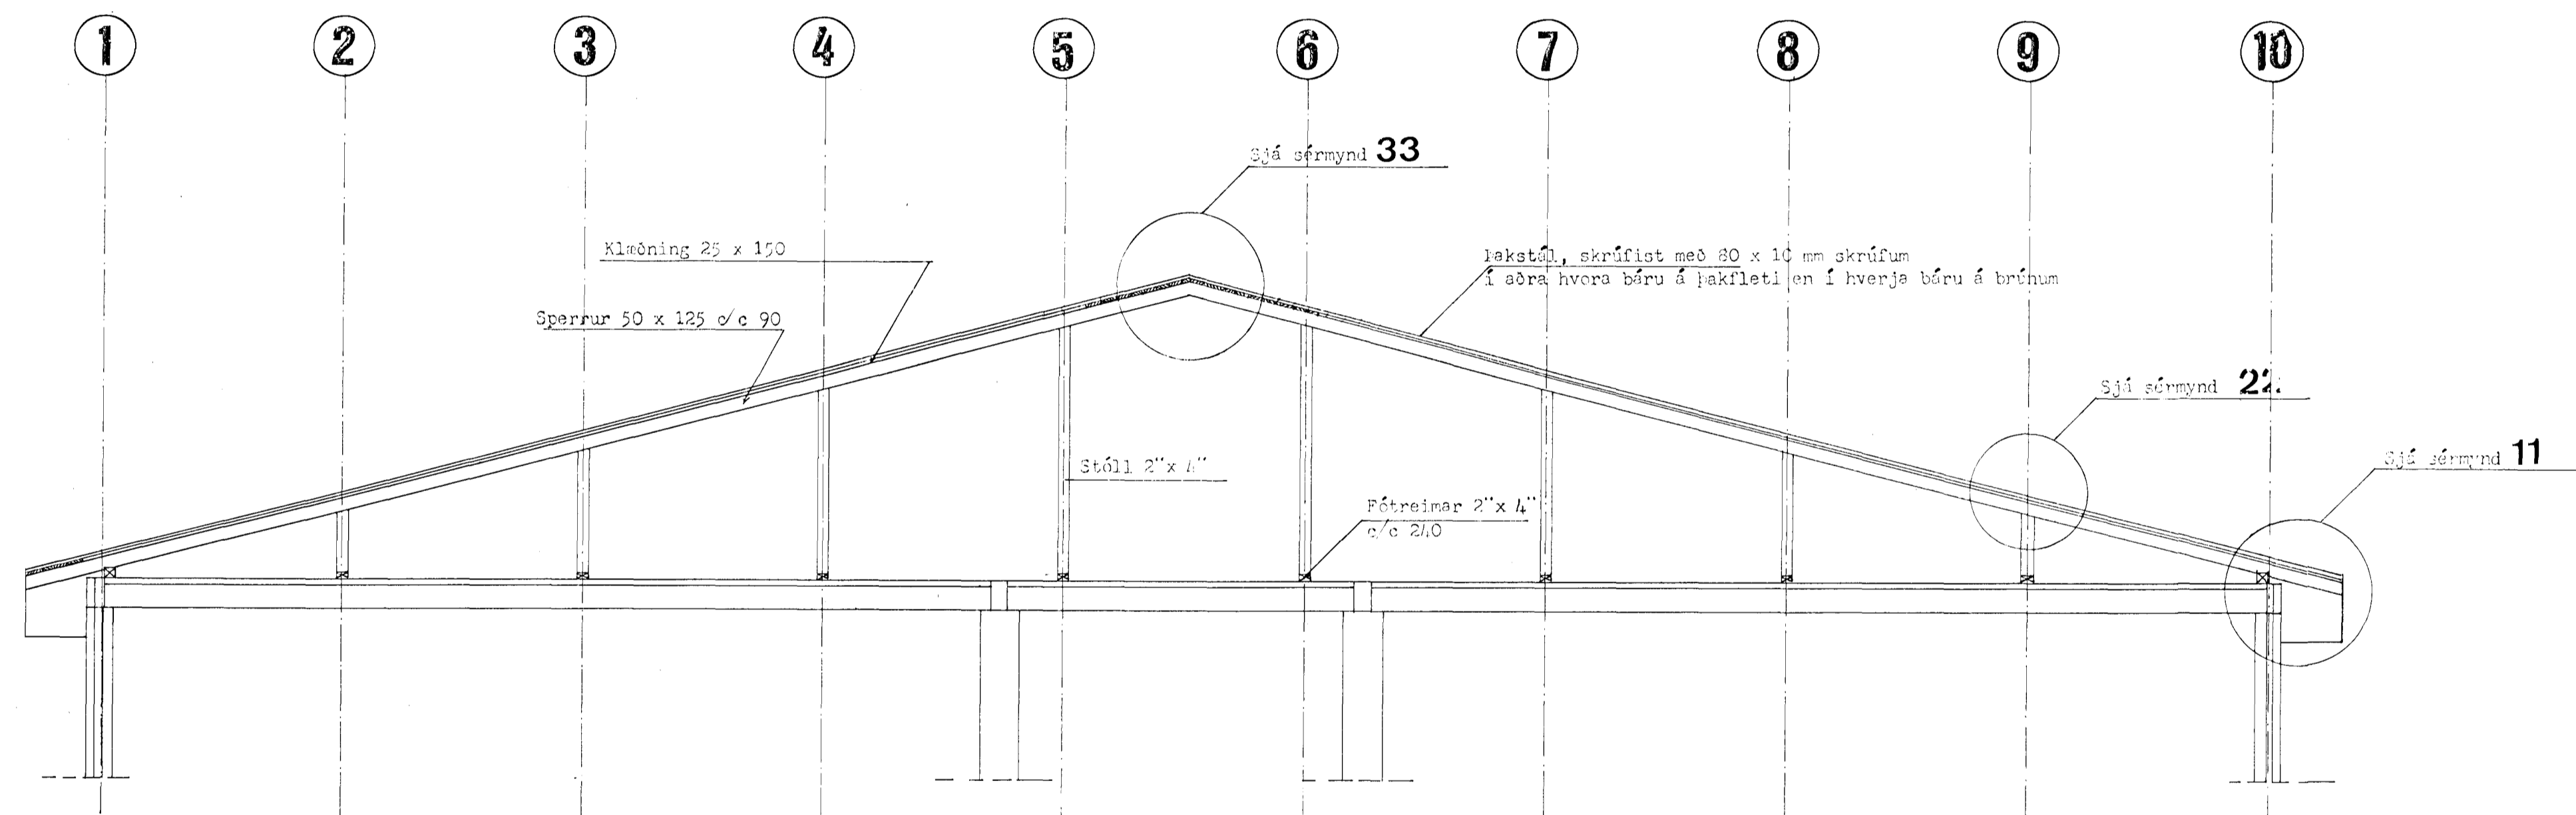 1 2 3 4 5 6 7 8 9 10
Sjá sérmynd 33
Klæðning 25 x 150
Þakstál, skrúfist með 80 x 10 mm skrúfum
í aðra hvora báru á þakfleti en í hverja báru á brúnum
Sperrur 50 x 125 c/c 90
Sjá sérmynd 22
Sjá sérmynd 11
Stóll 2"x 4"
Fótreimar 2"x 4"
c/c 240